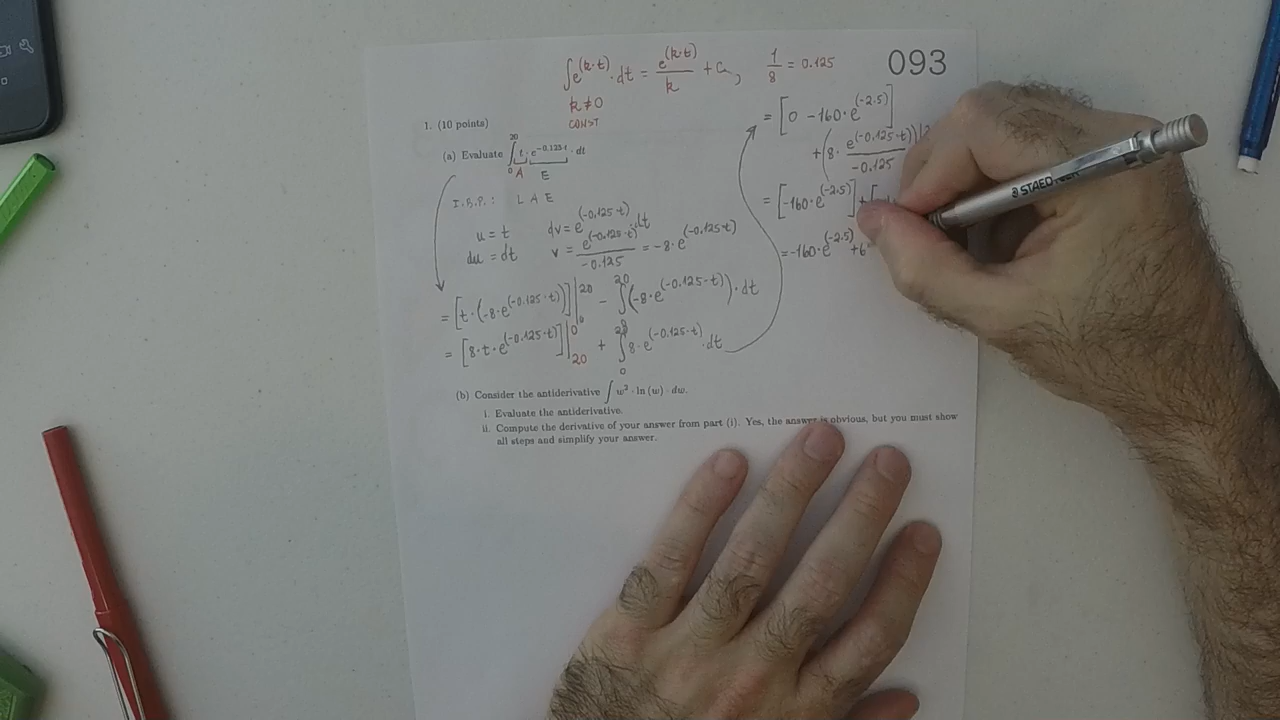 ∫e^(k·t)·dt = e^(k·t)/k + C, 1/8 = 0.125
k ≠ 0
CONST
093
1. (10 points)
(a) Evaluate ∫₀²⁰ t · e^(−0.125·t) · dt
A E
I.B.P.: L A E
u = t dv = e^(-0.125·t)·dt
du = dt v = e^(-0.125·t)/-0.125 = -8·e^(-0.125·t)
= [t·(-8·e^(-0.125·t))]|₀²⁰ - ∫₀²⁰(-8·e^(-0.125·t))·dt
= [8·t·e^(-0.125·t)]|₂₀⁰ + ∫₀²⁰ 8·e^(-0.125·t)·dt
= [0 - 160·e^(-2.5)]
+ (8·e^(-0.125·t)/-0.125)|
= [-160·e^(-2.5)] + [
= -160·e^(-2.5) + 6
(b) Consider the antiderivative ∫ w² · ln (w) · dw.
i. Evaluate the antiderivative.
ii. Compute the derivative of your answer from part (i). Yes, the answer is obvious, but you must show
all steps and simplify your answer.
STAEDTLER